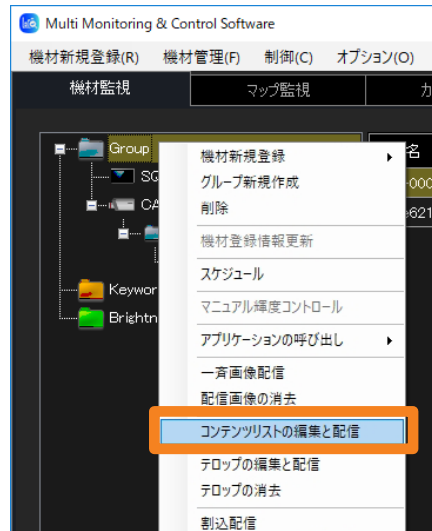 Multi Monitoring & Control Software
機材新規登録(R) 機材管理(F) 制御(C) オプション(O)
機材監視 マップ監視
Group
機材新規登録
グループ新規作成
削除
機材登録情報更新
スケジュール
マニュアル輝度コントロール
アプリケーションの呼び出し
一斉画像配信
配信画像の消去
コンテンツリストの編集と配信
テロップの編集と配信
テロップの消去
割込配信